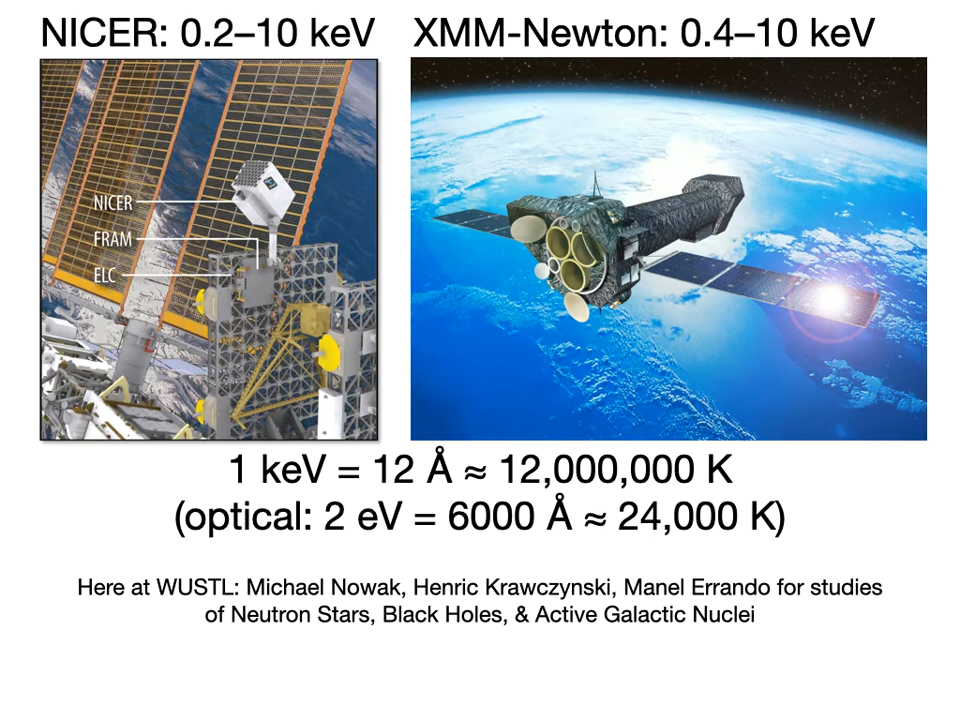 NICER: 0.2–10 keV
XMM-Newton: 0.4–10 keV
NICER
FRAM
ELC
1 keV = 12 Å ≈ 12,000,000 K
(optical: 2 eV = 6000 Å ≈ 24,000 K)
Here at WUSTL: Michael Nowak, Henric Krawczynski, Manel Errando for studies
of Neutron Stars, Black Holes, & Active Galactic Nuclei